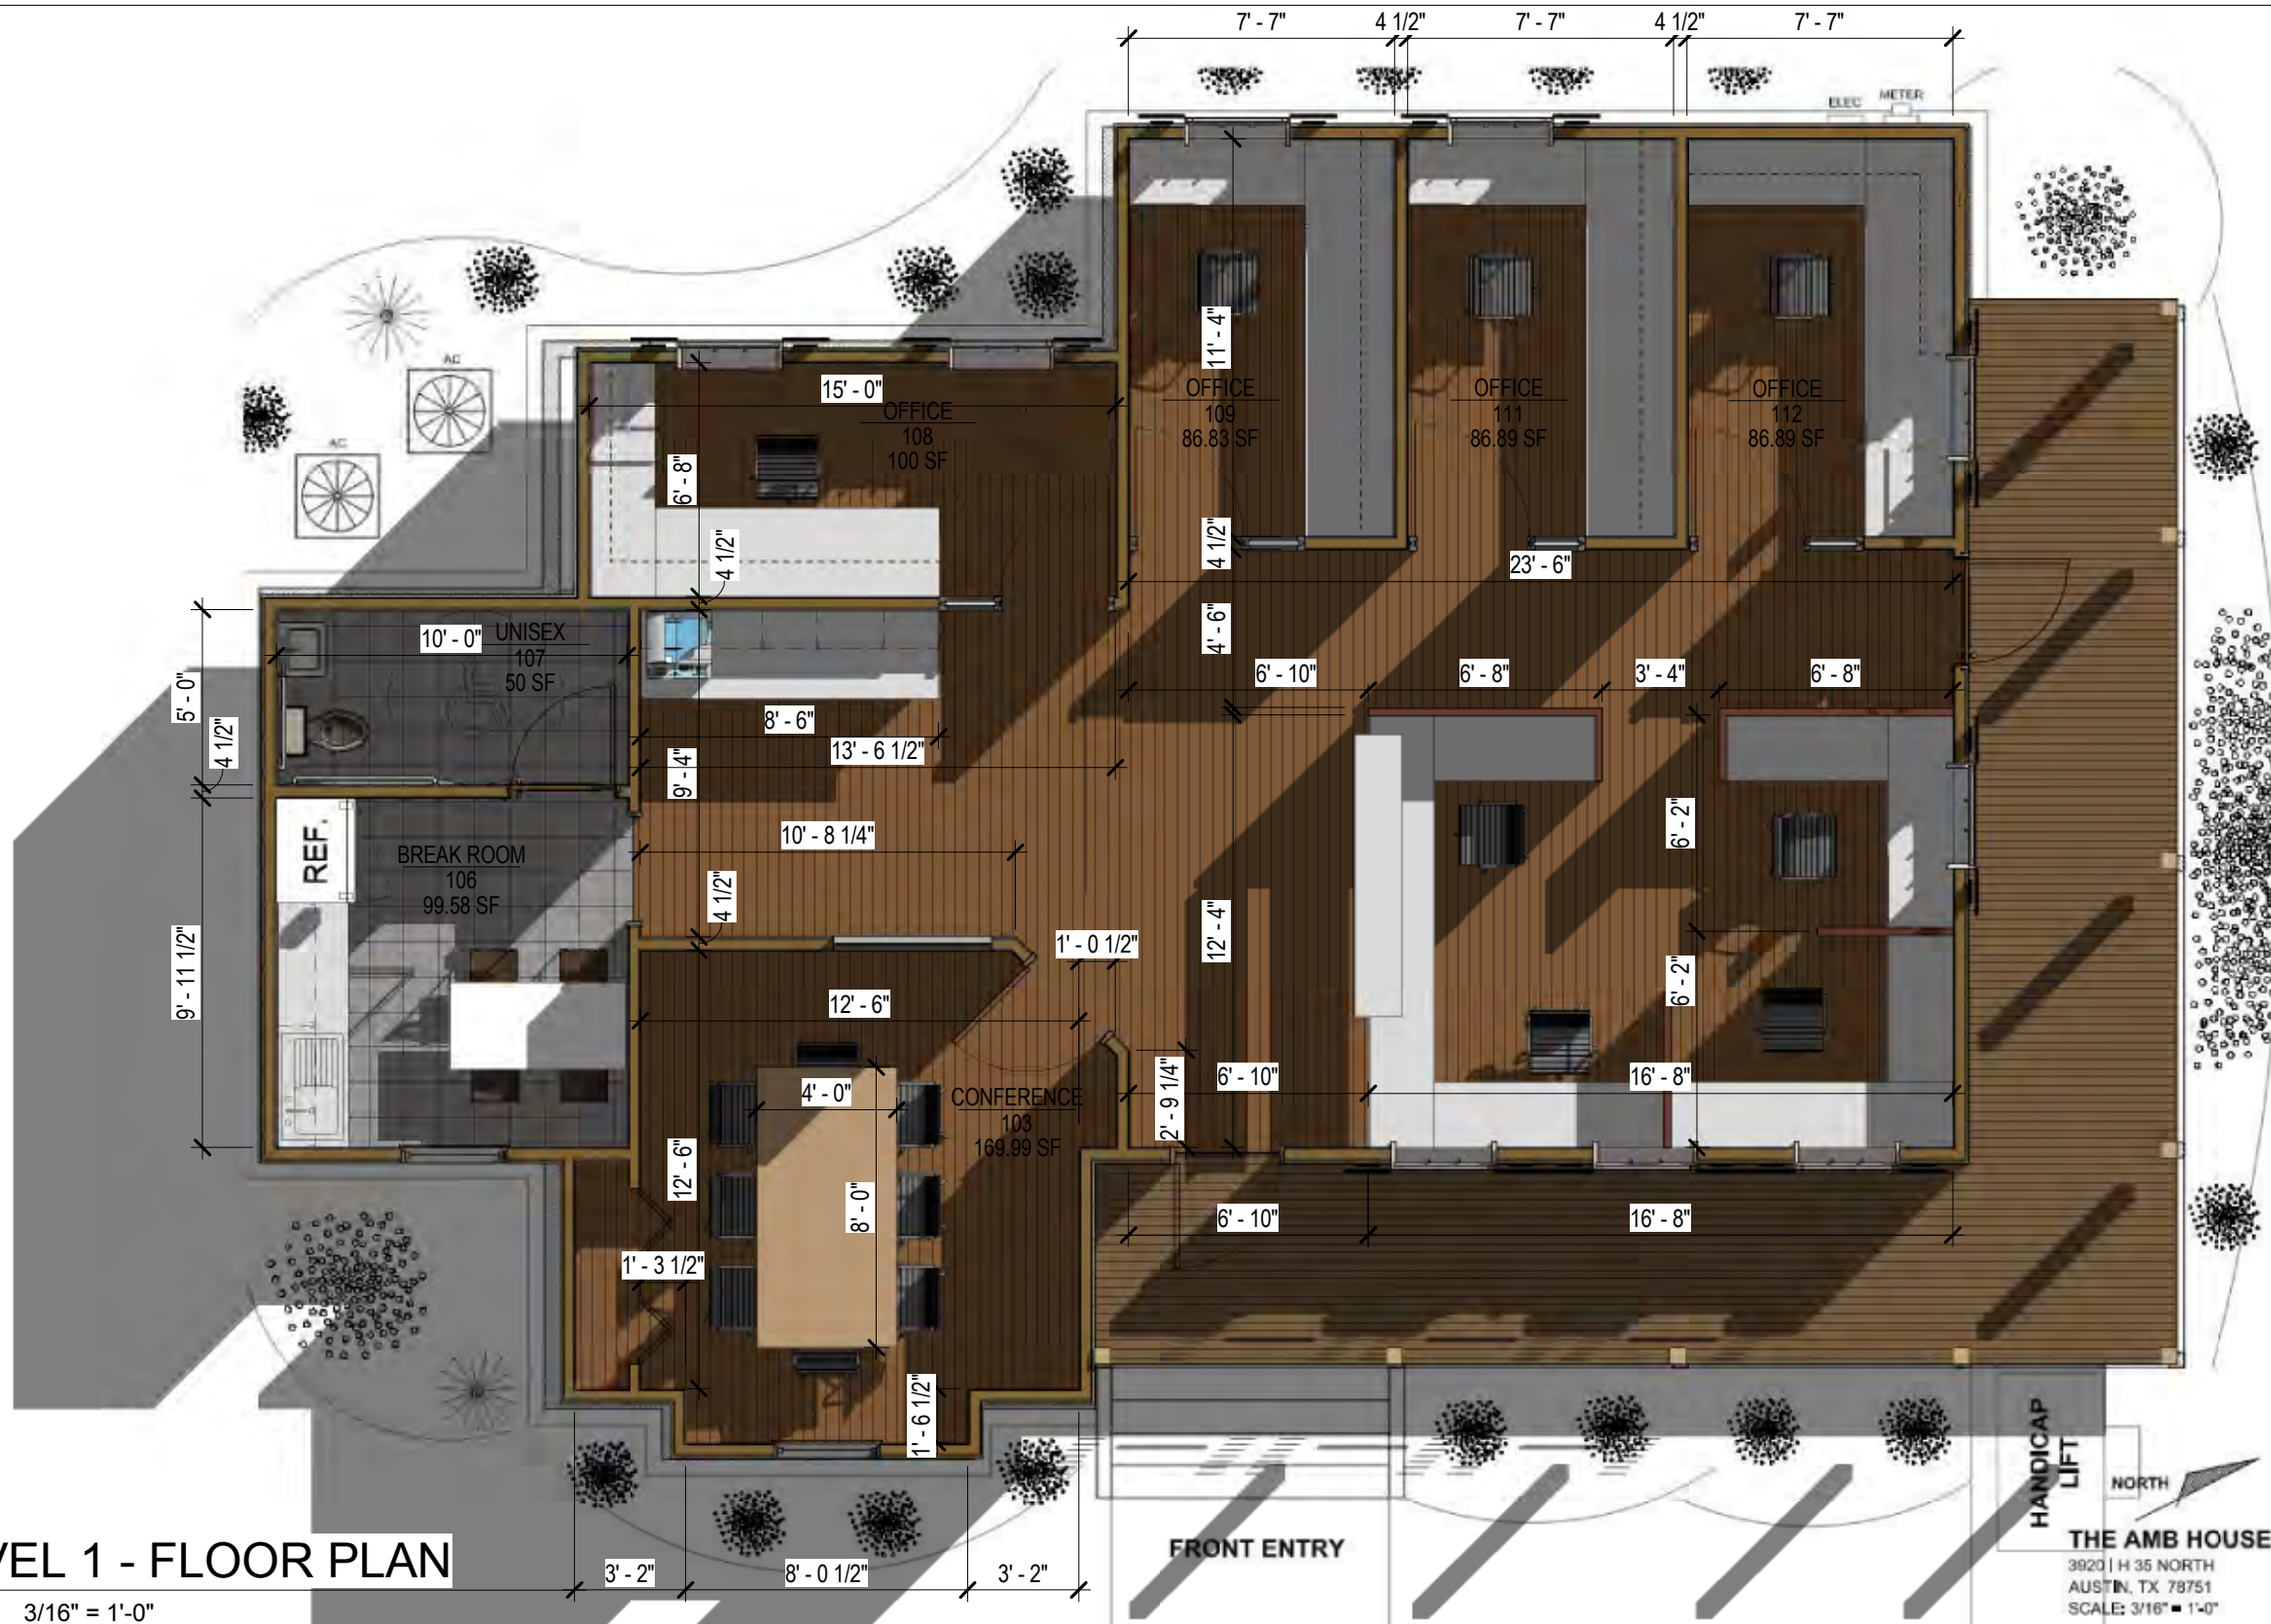 7' - 7"
4 1/2"
7' - 7"
4 1/2"
7' - 7"
ELEC
METER
AC
AC
15' - 0"
OFFICE
108
100 SF
6' - 8"
4 1/2"
11' - 4"
OFFICE
109
86.83 SF
OFFICE
111
86.89 SF
OFFICE
112
86.89 SF
4 1/2"
23' - 6"
4' - 6"
10' - 0"
UNISEX
107
50 SF
5' - 0"
4 1/2"
8' - 6"
13' - 6 1/2"
9' - 4"
6' - 10"
6' - 8"
3' - 4"
6' - 8"
REF.
BREAK ROOM
106
99.58 SF
9' - 11 1/2"
10' - 8 1/4"
4 1/2"
1' - 0 1/2"
12' - 4"
6' - 2"
6' - 2"
12' - 6"
4' - 0"
CONFERENCE
103
169.99 SF
2' - 9 1/4"
6' - 10"
16' - 8"
12' - 6"
8' - 0"
6' - 10"
16' - 8"
1' - 3 1/2"
1' - 6 1/2"
3' - 2"
8' - 0 1/2"
3' - 2"
FRONT ENTRY
HANDICAP
LIFT
NORTH
VEL 1 - FLOOR PLAN
3/16" = 1'-0"
THE AMB HOUSE
3920 I H 35 NORTH
AUSTIN, TX 78751
SCALE: 3/16" = 1'-0"